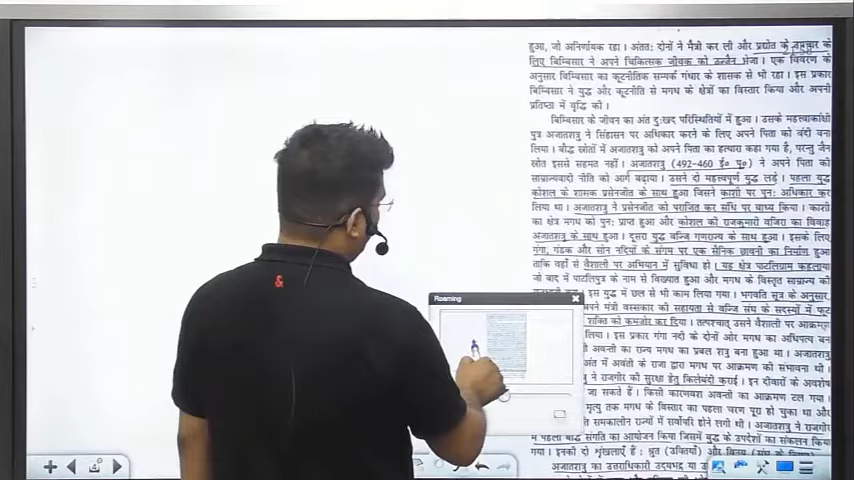 हुआ, जो अनिर्णायक रहा। अंततः दोनों ने मैत्री कर ली और प्रद्योत के उपचार के
लिए बिम्बिसार ने अपने चिकित्सक जीवक को उज्जैन भेजा। एक विवरण के
अनुसार बिम्बिसार का कूटनीतिक सम्पर्क गंधार के शासक से भी रहा। इस प्रकार
बिम्बिसार ने युद्ध और कूटनीति से मगध के क्षेत्रों का विस्तार किया और अपनी
प्रतिष्ठा में वृद्धि की।
बिम्बिसार के जीवन का अंत दुःखद परिस्थितियों में हुआ। उसके महत्वाकांक्षी
पुत्र अजातशत्रु ने सिंहासन पर अधिकार करने के लिए अपने पिता को बंदी बना
लिया। बौद्ध स्रोतों में अजातशत्रु को अपने पिता का हत्यारा कहा गया है, परन्तु जैन
स्रोत इससे सहमत नहीं। अजातशत्रु (492-460 ई० पू०) ने अपने पिता की
साम्राज्यवादी नीति को आगे बढ़ाया। उसने दो महत्वपूर्ण युद्ध लड़े। पहला युद्ध
कोशल के शासक प्रसेनजीत के साथ हुआ जिसने काशी पर पुनः अधिकार कर
लिया था। अजातशत्रु ने प्रसेनजीत को पराजित कर संधि पर बाध्य किया। काशी
का क्षेत्र मगध को पुनः प्राप्त हुआ और कोशल की राजकुमारी वजिरा का विवाह
अजातशत्रु के साथ हुआ। दूसरा युद्ध वज्जि गणराज्य के साथ हुआ। इसके लिए
गंगा, गंडक और सोन नदियों के संगम पर एक सैनिक छावनी का निर्माण हुआ
ताकि वहाँ से वैशाली पर अभियान में सुविधा हो। यह क्षेत्र पाटलिग्राम कहलाया
जो बाद में पाटलिपुत्र के नाम से विख्यात हुआ और मगध के विस्तृत साम्राज्य की
इस युद्ध में छल से भी काम लिया गया। भगवति सूत्र के अनुसार
अपने मंत्री वस्सकार की सहायता से वज्जि संघ के सदस्यों में फूट
शक्ति को कमजोर कर दिया। तत्पश्चात् उसने वैशाली पर आक्रमण
इस प्रकार गंगा नदी के दोनों ओर मगध का आधिपत्य बन
अवन्ती का राज्य मगध का प्रबल शत्रु बना हुआ था। अजातशत्रु
में अवंती के राजा द्वारा मगध पर आक्रमण की संभावना थी।
राजगीर की सुरक्षा हेतु किलेबंदी कराई। इन दीवारों के अवशेष
जा सकते हैं। किसी कारणवश अवन्ती का आक्रमण टल गया।
मृत्यु तक मगध के विस्तार का पहला चरण पूरा हो चुका था और
समकालीन राज्यों में सर्वोपरि होने लगी थी। अजातशत्रु ने राजगीर
में पहली बौद्ध संगति का आयोजन किया जिसमें बुद्ध के उपदेशों का संकलन किया
गया। इनकी दो शृंखलाएँ हैं : श्रुत (उक्तियाँ) और
अजातशत्रु का उत्तराधिकारी उदयभद्र या
Roaming